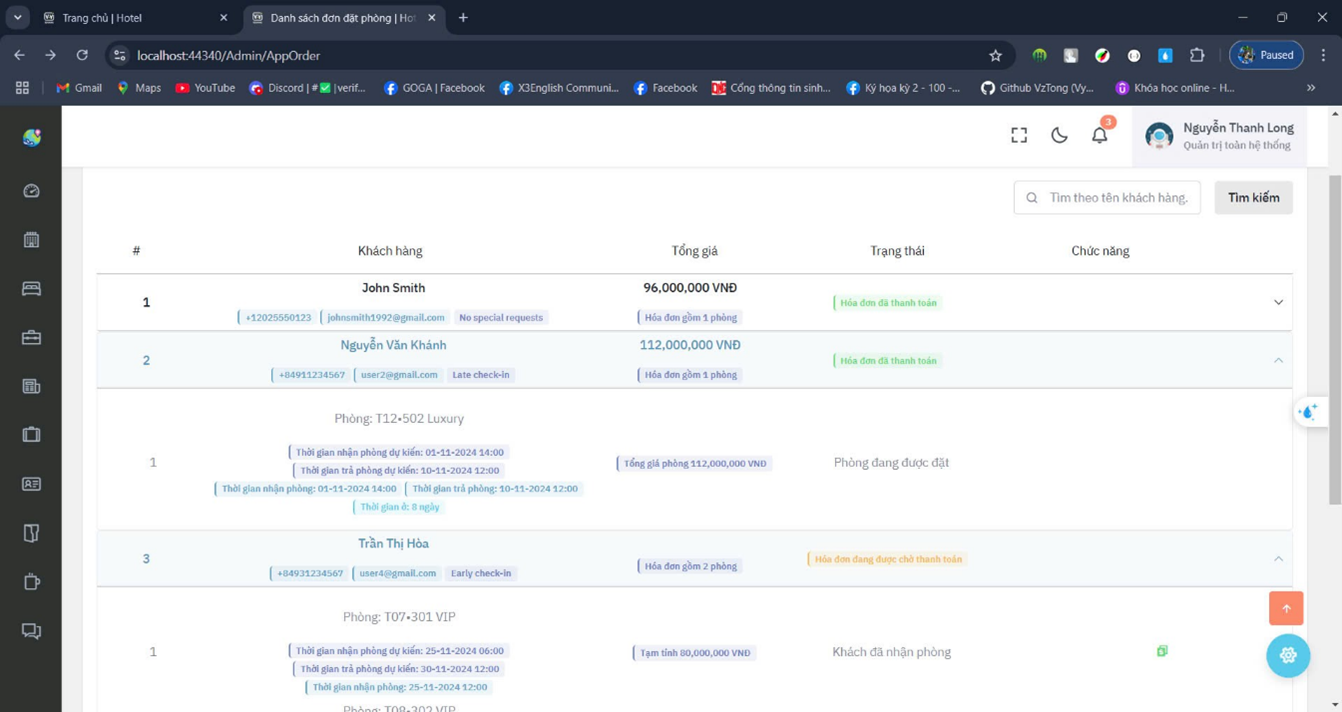 Trang chủ | Hotel
Danh sách đơn đặt phòng | Ho
localhost:44340/Admin/AppOrder
Paused
Gmail
Maps
YouTube
Discord | #✅|verif...
GOGA | Facebook
X3English Communi...
Facebook
Cổng thông tin sinh...
Ký họa kỳ 2 - 100 -...
Github VzTong (Vy...
Khóa học online - H...
»
3
Nguyễn Thanh Long
Quản trị toàn hệ thống
Tìm theo tên khách hàng.
Tìm kiếm
# Khách hàng Tổng giá Trạng thái Chức năng
John Smith 96,000,000 VNĐ
1 Hóa đơn đã thanh toán
+12025550123 johnsmith1992@gmail.com No special requests Hóa đơn gồm 1 phòng
Nguyễn Văn Khánh 112,000,000 VNĐ
2 Hóa đơn đã thanh toán
+84911234567 user2@gmail.com Late check-in Hóa đơn gồm 1 phòng
Phòng: T12•502 Luxury
Thời gian nhận phòng dự kiến: 01-11-2024 14:00
1 Tổng giá phòng 112,000,000 VNĐ Phòng đang được đặt
Thời gian trả phòng dự kiến: 10-11-2024 12:00
Thời gian nhận phòng: 01-11-2024 14:00 Thời gian trả phòng: 10-11-2024 12:00
Thời gian ở: 8 ngày
Trần Thị Hòa
3 Hóa đơn gồm 2 phòng Hóa đơn đang được chờ thanh toán
+84931234567 user4@gmail.com Early check-in
Phòng: T07•301 VIP
Thời gian nhận phòng dự kiến: 25-11-2024 06:00
1 Tạm tính 80,000,000 VNĐ Khách đã nhận phòng
Thời gian trả phòng dự kiến: 30-11-2024 12:00
Thời gian nhận phòng: 25-11-2024 12:00
Phòng: T08•302 VIP